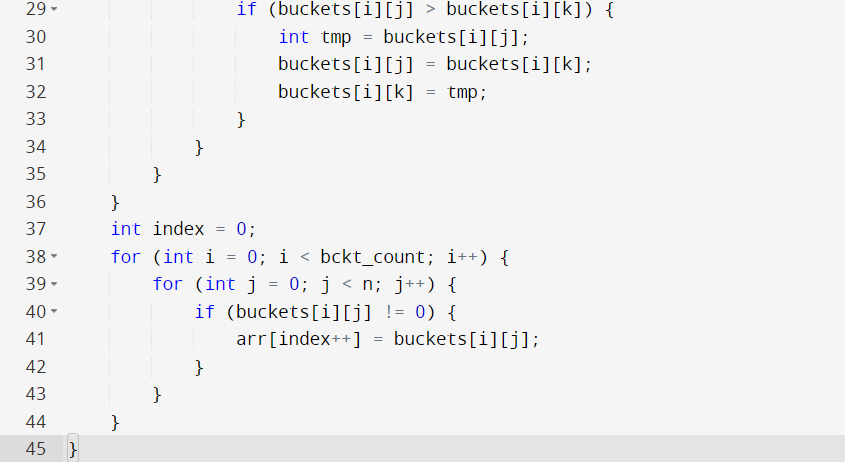 29 if (buckets[i][j] > buckets[i][k]) {
30 int tmp = buckets[i][j];
31 buckets[i][j] = buckets[i][k];
32 buckets[i][k] = tmp;
33 }
34 }
35 }
36 }
37 int index = 0;
38 for (int i = 0; i < bckt_count; i++) {
39 for (int j = 0; j < n; j++) {
40 if (buckets[i][j] != 0) {
41 arr[index++] = buckets[i][j];
42 }
43 }
44 }
45 }